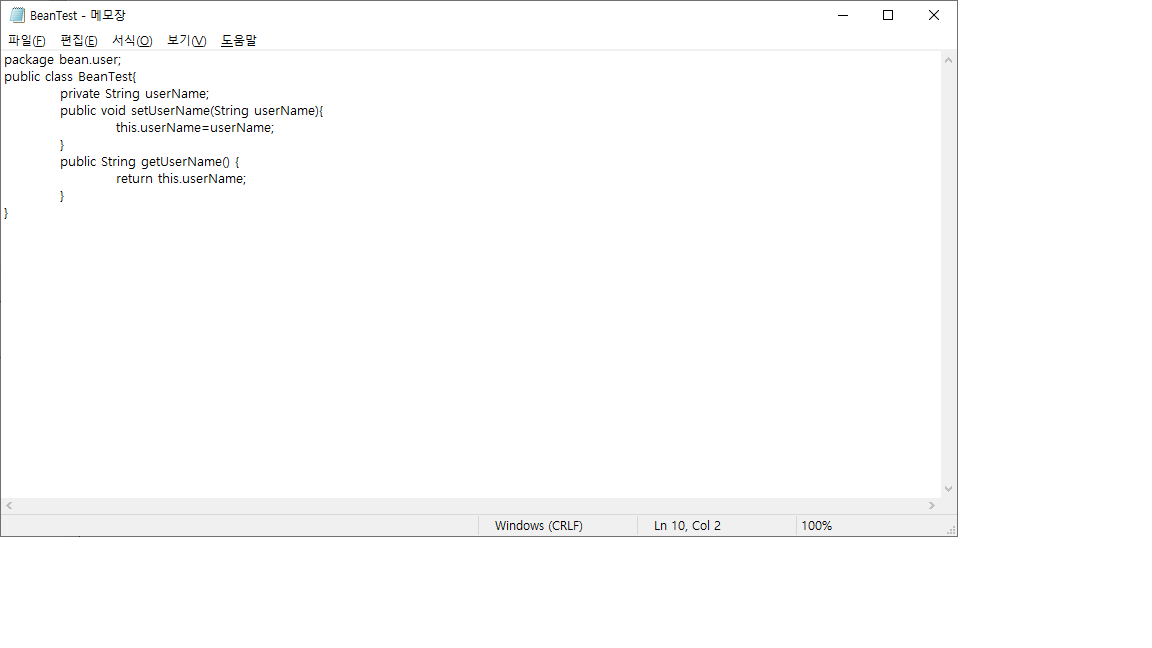 BeanTest - 메모장
파일(F) 편집(E) 서식(O) 보기(V) 도움말
package bean.user;
public class BeanTest{
private String userName;
public void setUserName(String userName){
this.userName=userName;
}
public String getUserName() {
return this.userName;
}
}
Windows (CRLF) Ln 10, Col 2 100%